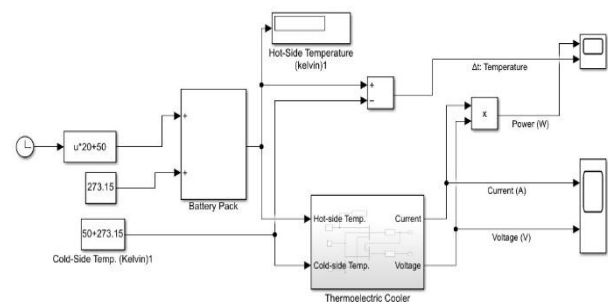 Hot-Side Temperature
(kelvin)1
+
−
Δt: Temperature
u*20+50
+
x
Power (W)
273.15
+
Battery Pack
Current (A)
50+273.15
Hot-side Temp.
Current
Voltage (V)
Cold-Side Temp. (Kelvin)1
Cold-side Temp.
Voltage
Thermoelectric Cooler